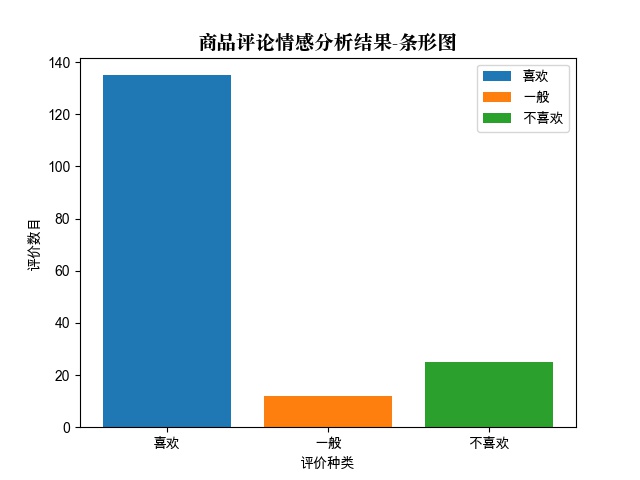 商品评论情感分析结果-条形图
喜欢
一般
不喜欢
评价数目
140
120
100
80
60
40
20
0
喜欢 一般 不喜欢
评价种类